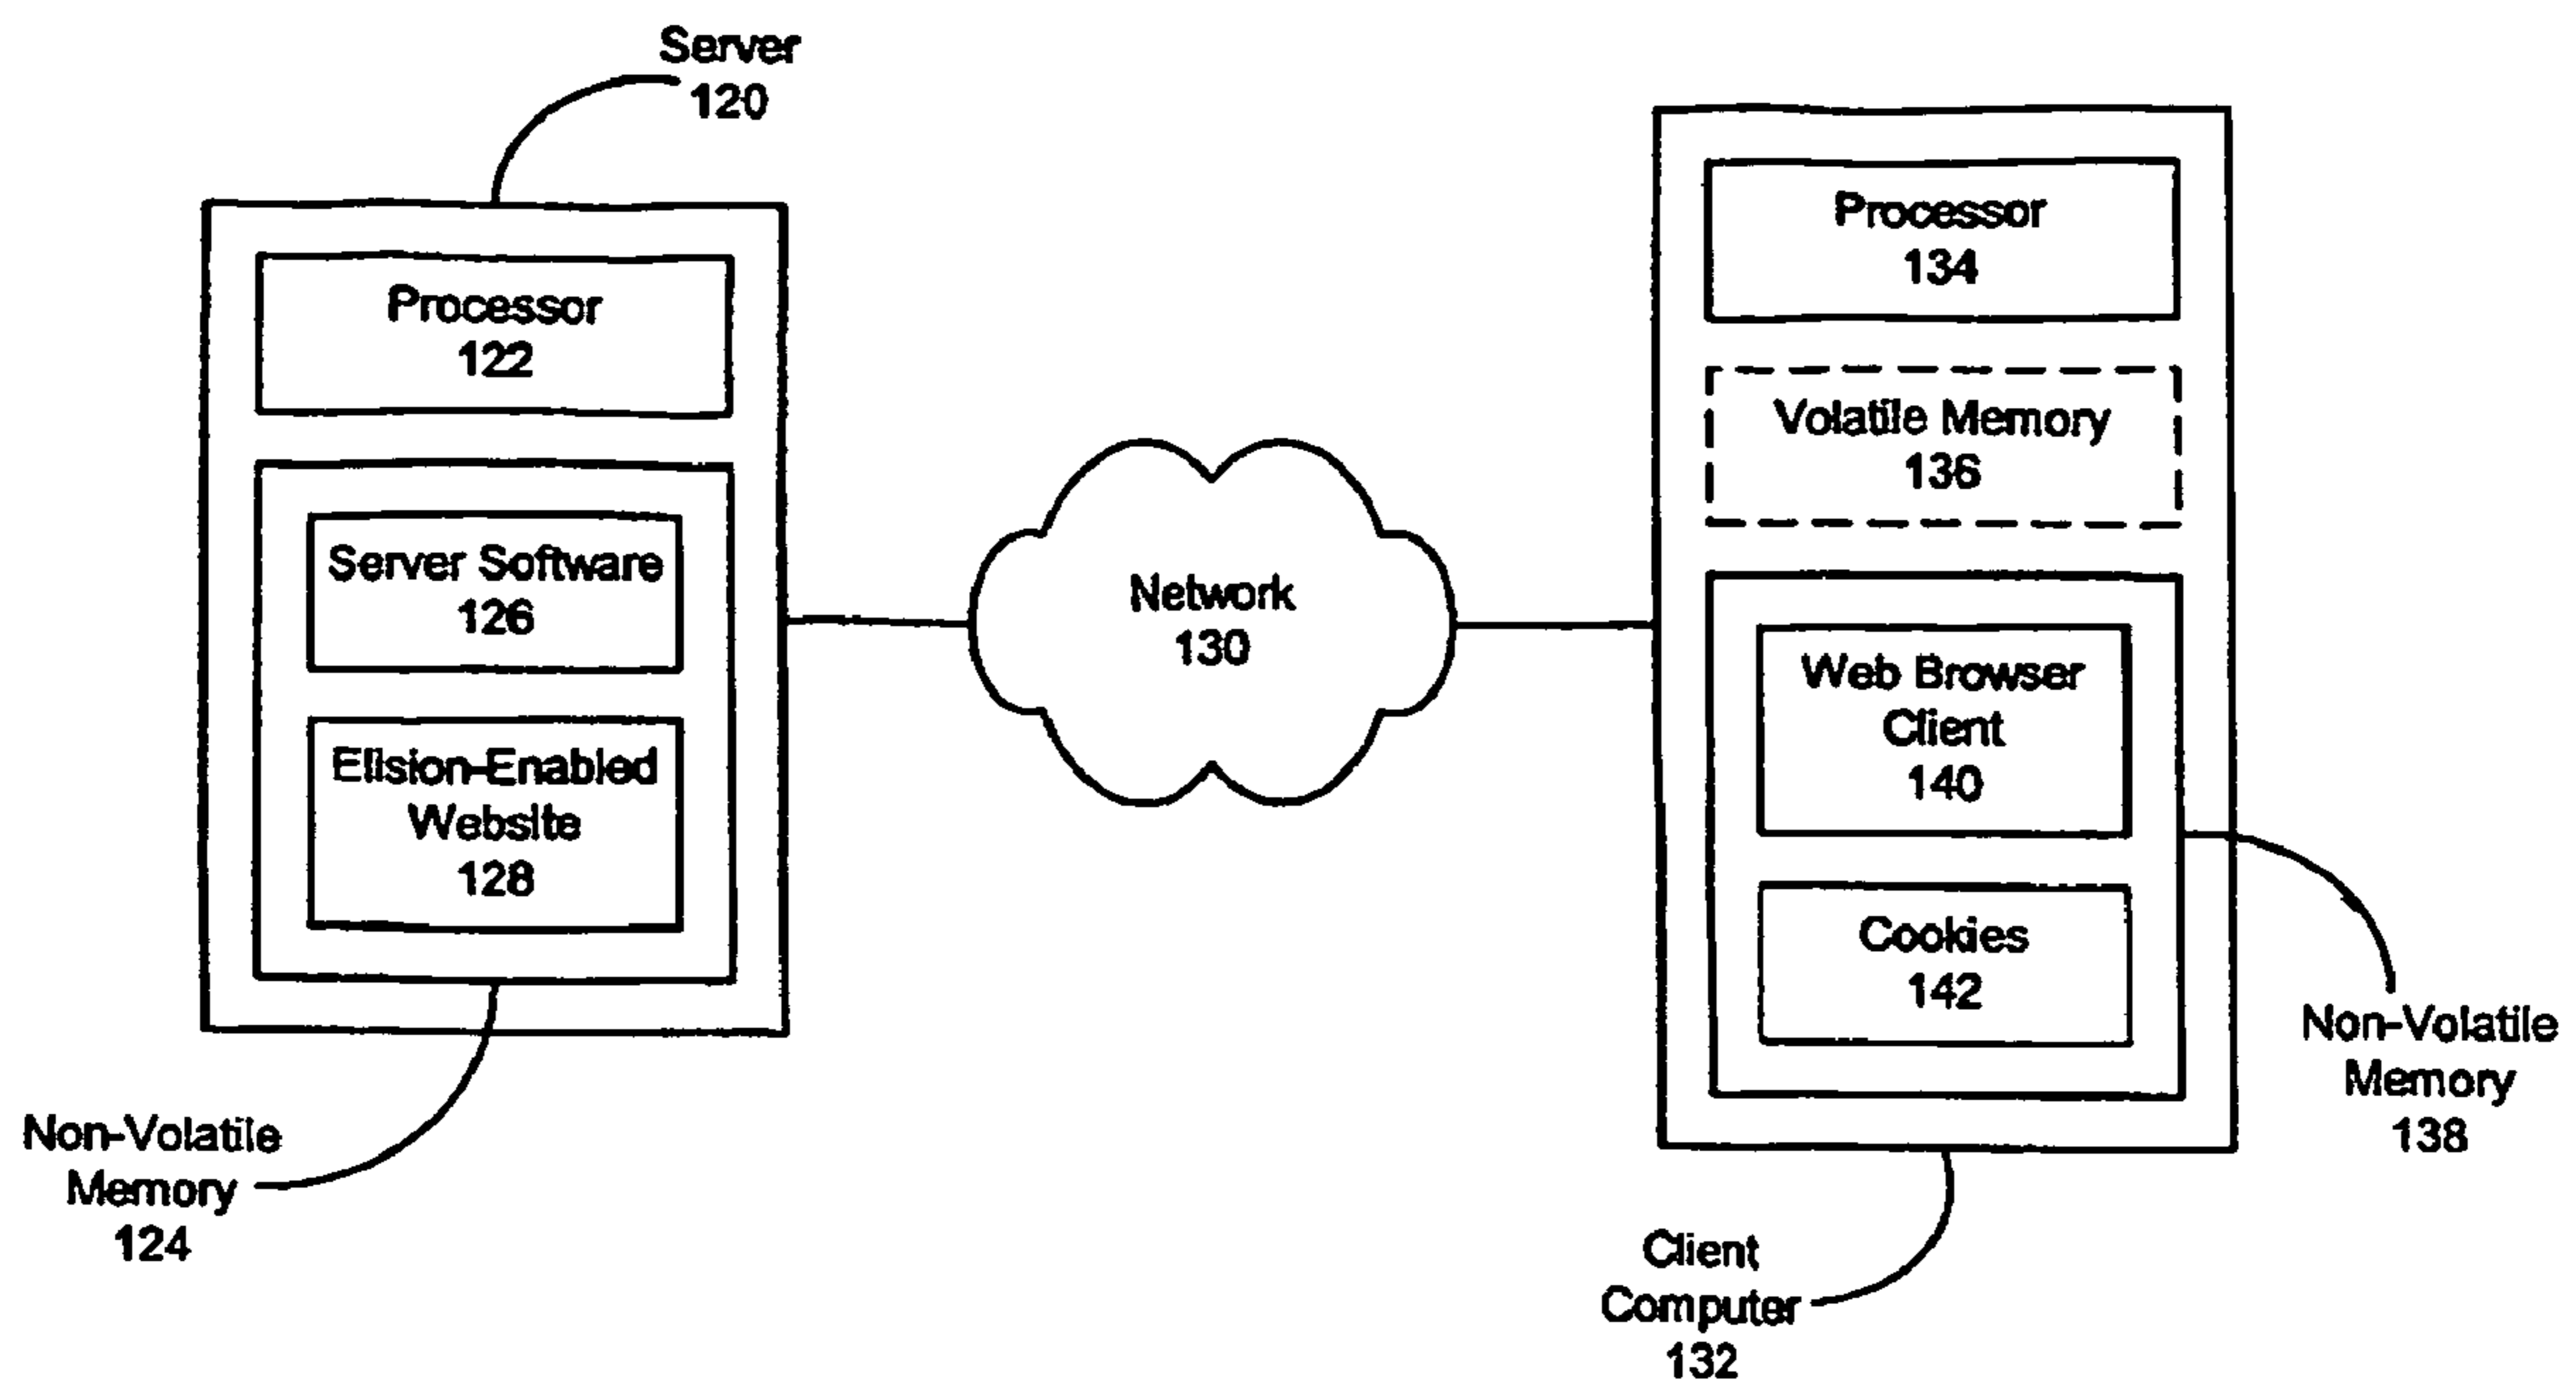 Server
120
Processor
122
Server Software
126
Elision-Enabled
Website
128
Non-Volatile
Memory
124
Network
130
Processor
134
Volatile Memory
136
Web Browser
Client
140
Cookies
142
Non-Volatile
Memory
138
Client
Computer
132